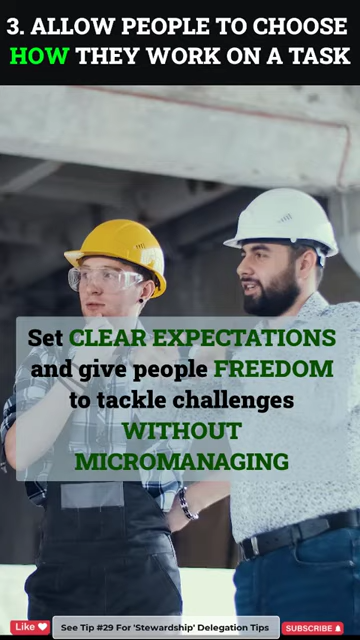 3. ALLOW PEOPLE TO CHOOSE
HOW THEY WORK ON A TASK
Set CLEAR EXPECTATIONS
and give people FREEDOM
to tackle challenges
WITHOUT
MICROMANAGING
Like
See Tip #29 For 'Stewardship' Delegation Tips
SUBSCRIBE